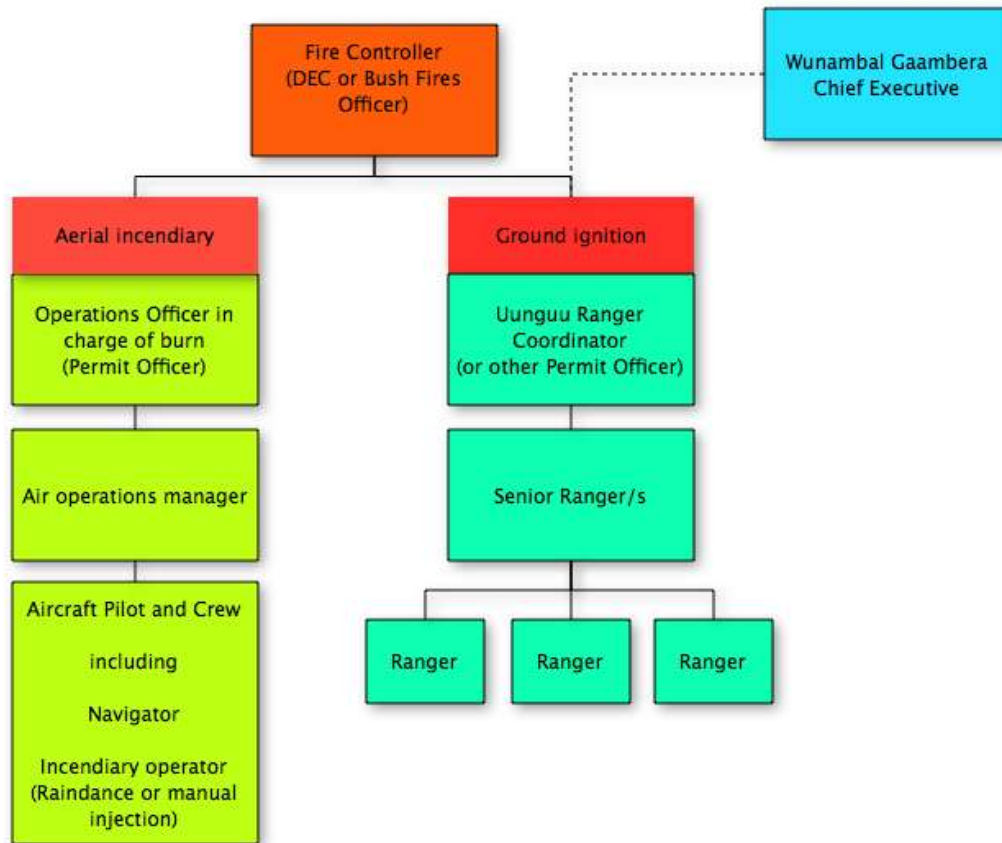 Fire Controller
(DEC or Bush Fires
Officer)
Wunambal Gaambera
Chief Executive
Aerial incendiary
Operations Officer in
charge of burn
(Permit Officer)
Air operations manager
Aircraft Pilot and Crew
including
Navigator
Incendiary operator
(Raindance or manual
injection)
Ground ignition
Uunguu Ranger
Coordinator
(or other Permit Officer)
Senior Ranger/s
Ranger
Ranger
Ranger